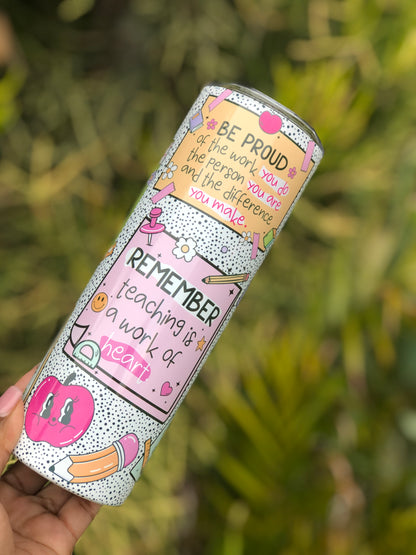 BE PROUD
of the work you do
the person you are
and the difference
you make.
REMEMBER
teaching is
a work of
heart